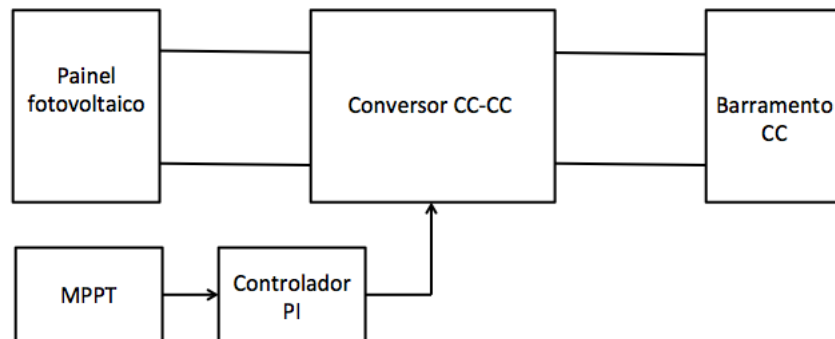 Painel
fotovoltaico
Conversor CC-CC
Barramento
CC
MPPT
Controlador
PI